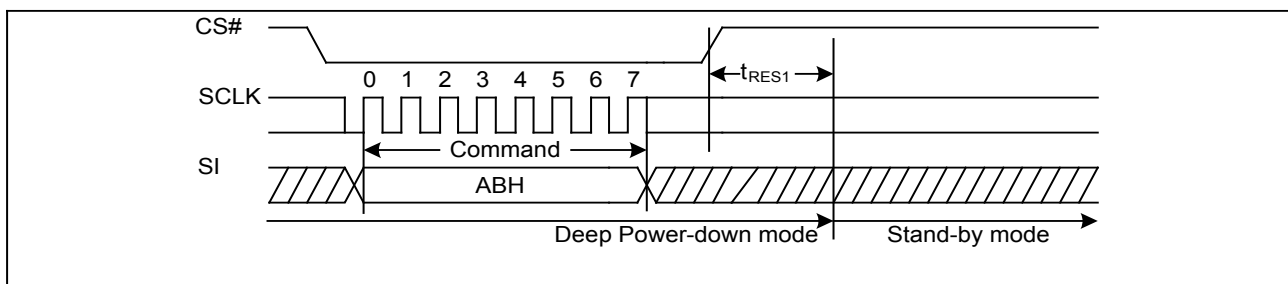 CS#
tRES1
0 1 2 3 4 5 6 7
SCLK
Command
SI
ABH
Deep Power-down mode Stand-by mode